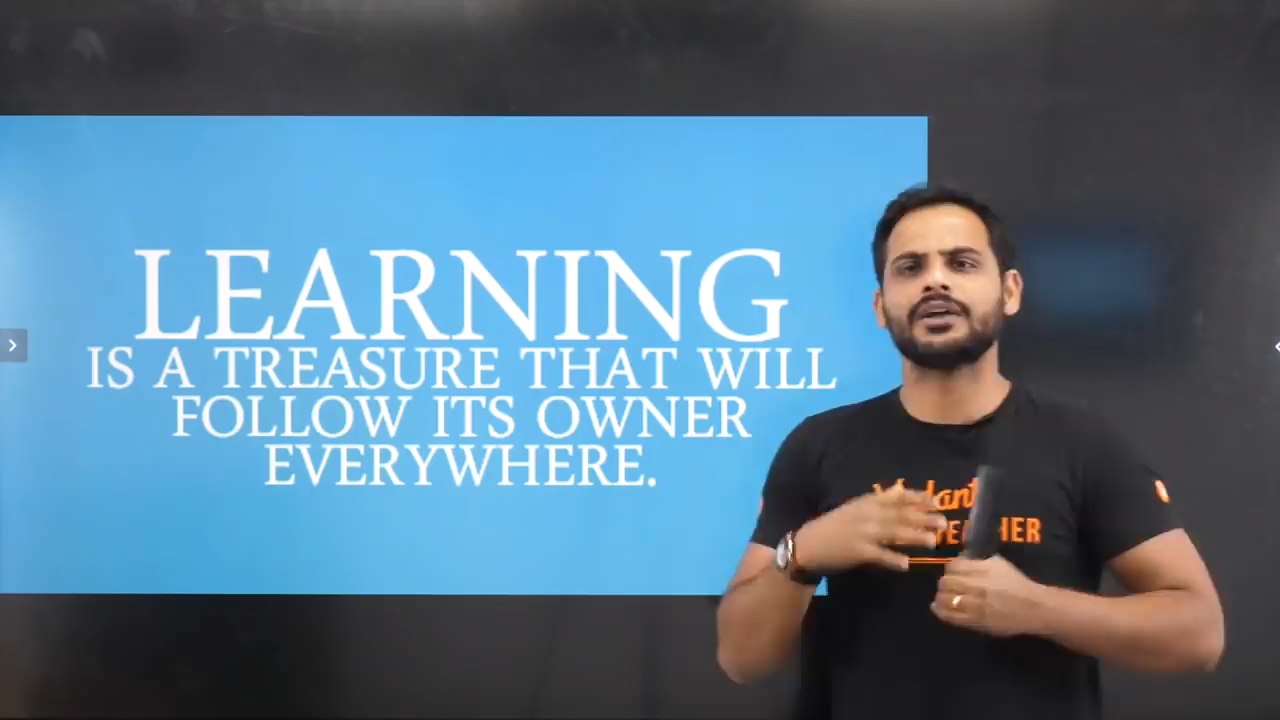 LEARNING
IS A TREASURE THAT WILL
FOLLOW ITS OWNER
EVERYWHERE.